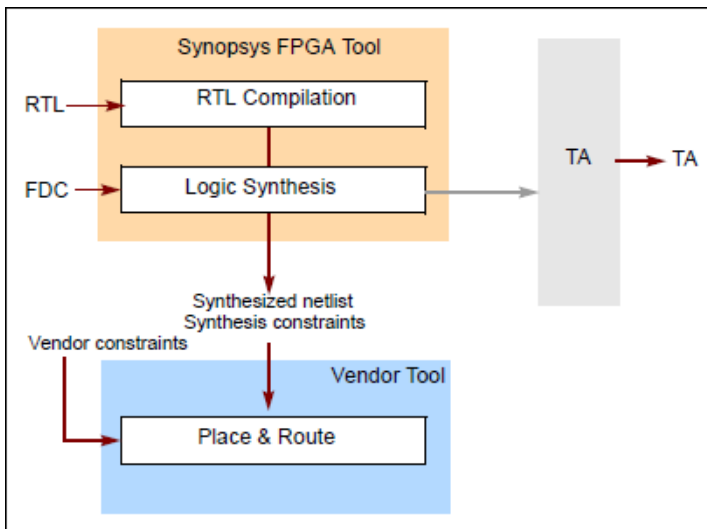 Synopsys FPGA Tool
RTL
RTL Compilation
TA
TA
FDC
Logic Synthesis
Synthesized netlist
Synthesis constraints
Vendor constraints
Vendor Tool
Place & Route